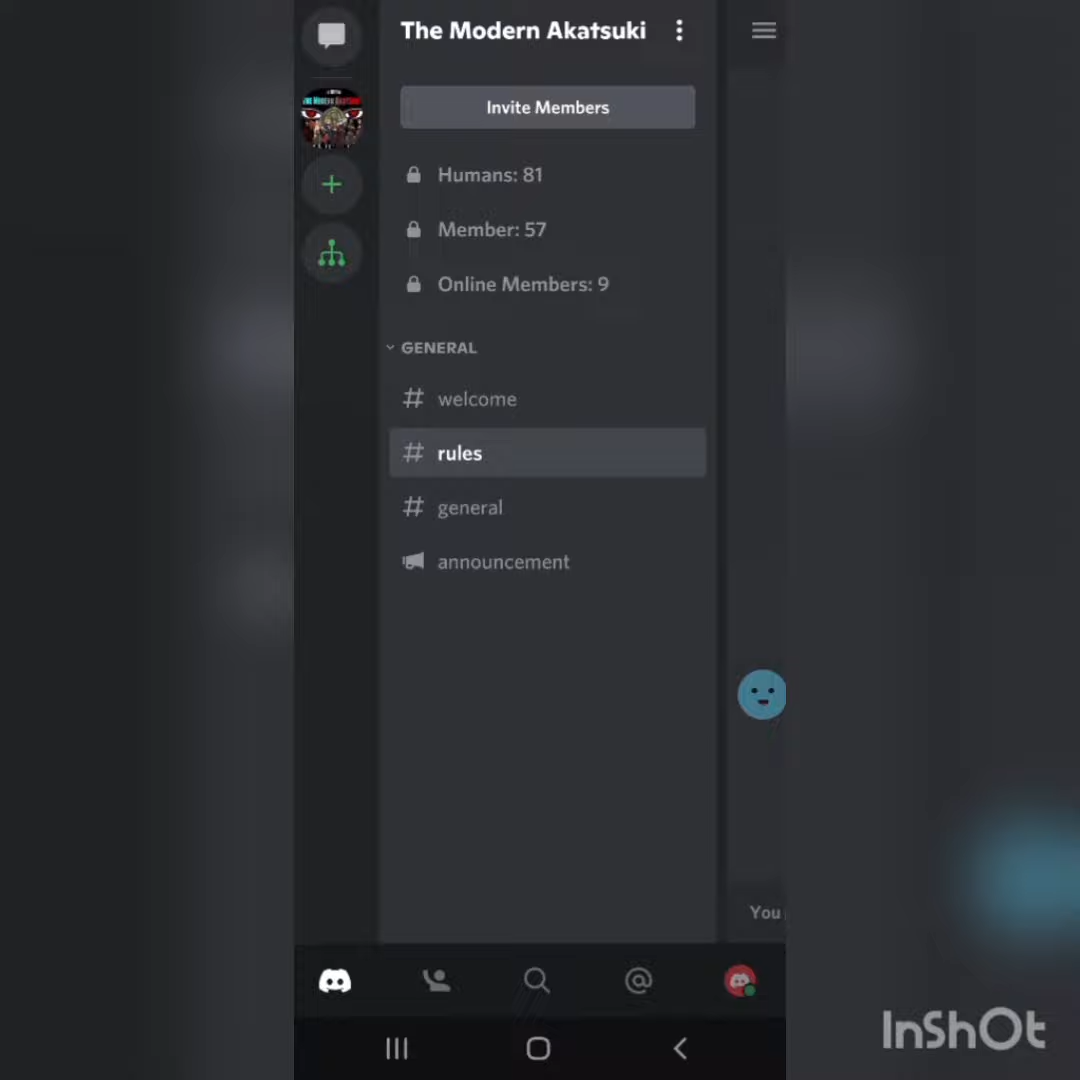 The Modern Akatsuki
Invite Members
Humans: 81
Member: 57
Online Members: 9
GENERAL
welcome
rules
general
announcement
You
InShOt